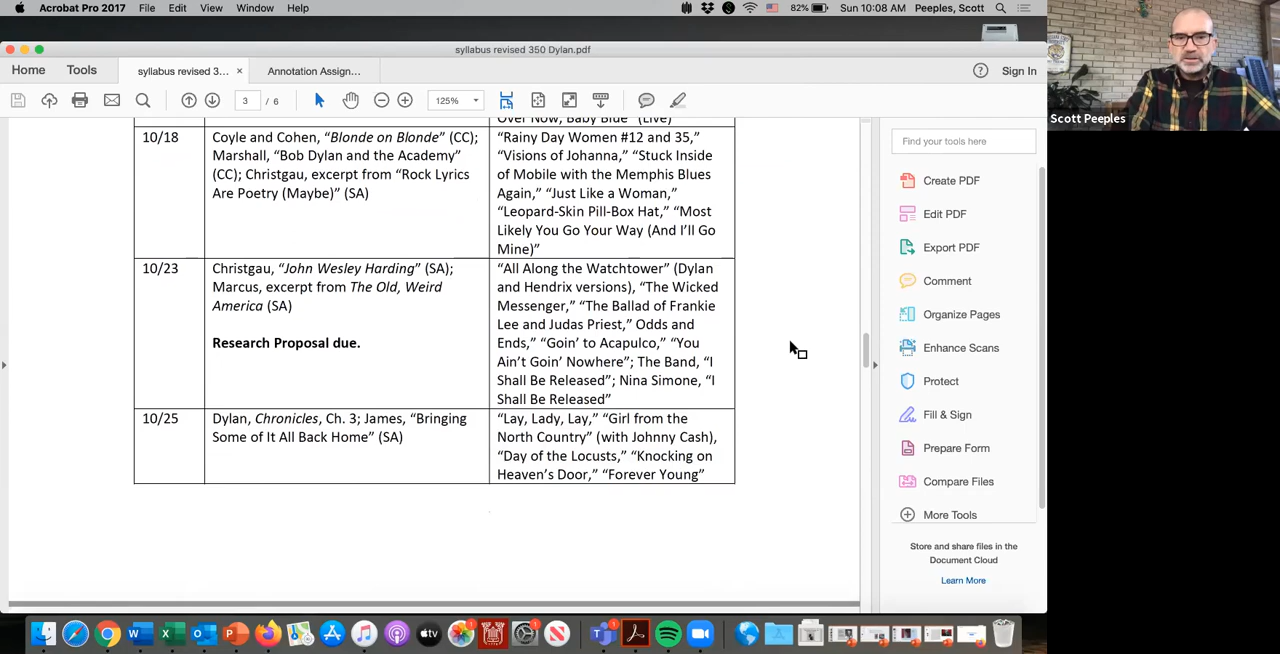 Acrobat Pro 2017 File Edit View Window Help
82% Sun 10:08 AM Peeples, Scott
syllabus revised 350 Dylan.pdf
Home Tools syllabus revised 3... × Annotation Assign... Sign In
3 / 6 125%
Scott Peeples
Over Now, Baby Blue" (Live)
10/18
Coyle and Cohen, “Blonde on Blonde” (CC);
Marshall, “Bob Dylan and the Academy”
(CC); Christgau, excerpt from “Rock Lyrics
Are Poetry (Maybe)” (SA)
“Rainy Day Women #12 and 35,”
“Visions of Johanna,” “Stuck Inside
of Mobile with the Memphis Blues
Again,” “Just Like a Woman,”
“Leopard-Skin Pill-Box Hat,” “Most
Likely You Go Your Way (And I’ll Go
Mine)”
10/23
Christgau, “John Wesley Harding” (SA);
Marcus, excerpt from The Old, Weird
America (SA)
Research Proposal due.
“All Along the Watchtower” (Dylan
and Hendrix versions), “The Wicked
Messenger,” “The Ballad of Frankie
Lee and Judas Priest,” Odds and
Ends,” “Goin’ to Acapulco,” “You
Ain’t Goin’ Nowhere”; The Band, “I
Shall Be Released”; Nina Simone, “I
Shall Be Released”
10/25
Dylan, Chronicles, Ch. 3; James, “Bringing
Some of It All Back Home” (SA)
“Lay, Lady, Lay,” “Girl from the
North Country” (with Johnny Cash),
“Day of the Locusts,” “Knocking on
Heaven’s Door,” “Forever Young”
Find your tools here
Create PDF
Edit PDF
Export PDF
Comment
Organize Pages
Enhance Scans
Protect
Fill & Sign
Prepare Form
Compare Files
More Tools
Store and share files in the
Document Cloud
Learn More
tv